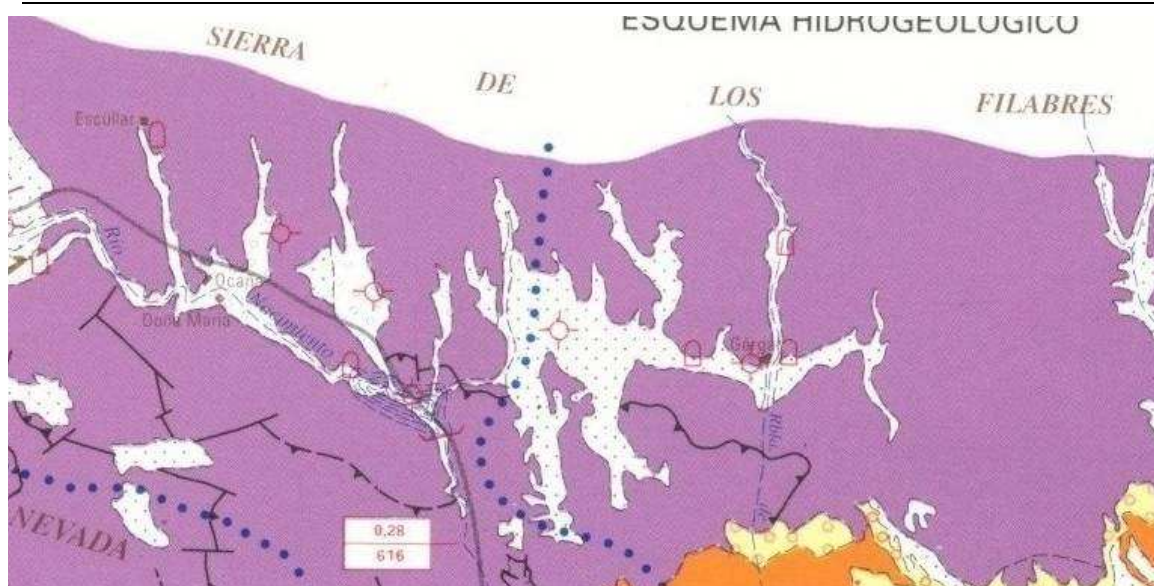 ESQUEMA HIDROGEOLOGICO
SIERRA
DE
LOS
FILABRES
Escúllar
Río
Ocaña
Doña María
Nacimiento
Gérgal
Río
NEVADA
0,28
616